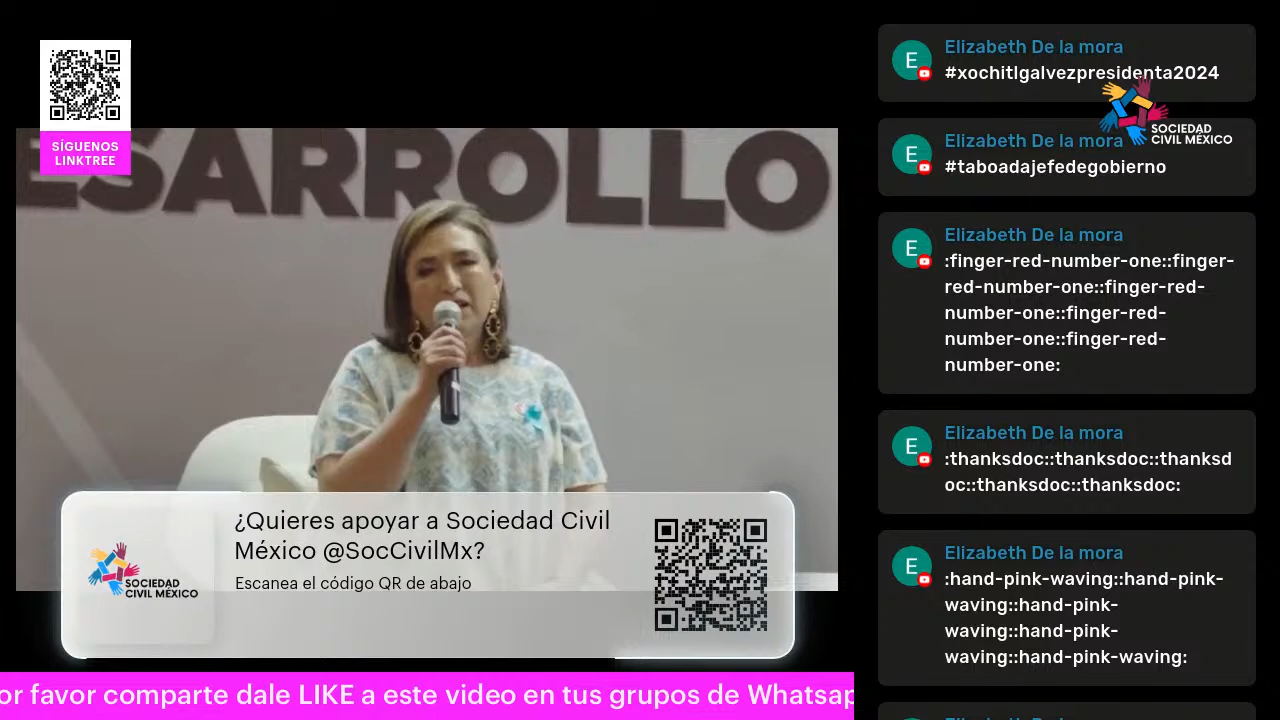 SÍGUENOS
LINKTREE
ESARROLLO
¿Quieres apoyar a Sociedad Civil
México @SocCivilMx?
Escanea el código QR de abajo
SOCIEDAD
CIVIL MÉXICO
or favor comparte dale LIKE a este video en tus grupos de Whatsap
E
Elizabeth De la mora
#xochitlgalvezpresidenta2024
SOCIEDAD
CIVIL MÉXICO
E
Elizabeth De la mora
#taboadajefedegobierno
E
Elizabeth De la mora
:finger-red-number-one::finger-
red-number-one::finger-red-
number-one::finger-red-
number-one::finger-red-
number-one:
E
Elizabeth De la mora
:thanksdoc::thanksdoc::thanksd
oc::thanksdoc::thanksdoc:
E
Elizabeth De la mora
:hand-pink-waving::hand-pink-
waving::hand-pink-
waving::hand-pink-
waving::hand-pink-waving: